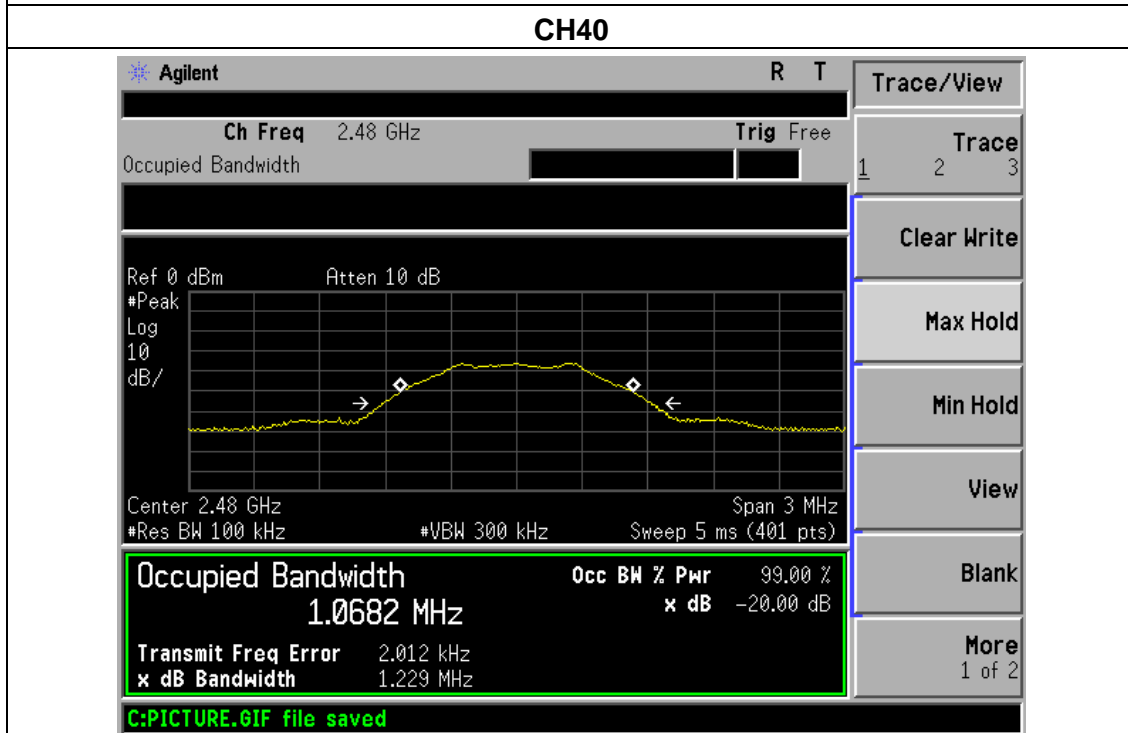 CH40
Agilent R T
Trace/View
Ch Freq 2.48 GHz Trig Free
Occupied Bandwidth
Trace
1 2 3
Clear Write
Ref 0 dBm Atten 10 dB
#Peak
Log
10
dB/
Max Hold
Min Hold
View
Center 2.48 GHz Span 3 MHz
#Res BW 100 kHz #VBW 300 kHz Sweep 5 ms (401 pts)
Occupied Bandwidth Occ BW % Pwr 99.00 %
1.0682 MHz x dB -20.00 dB
Blank
Transmit Freq Error 2.012 kHz
x dB Bandwidth 1.229 MHz
More
1 of 2
C:PICTURE.GIF file saved